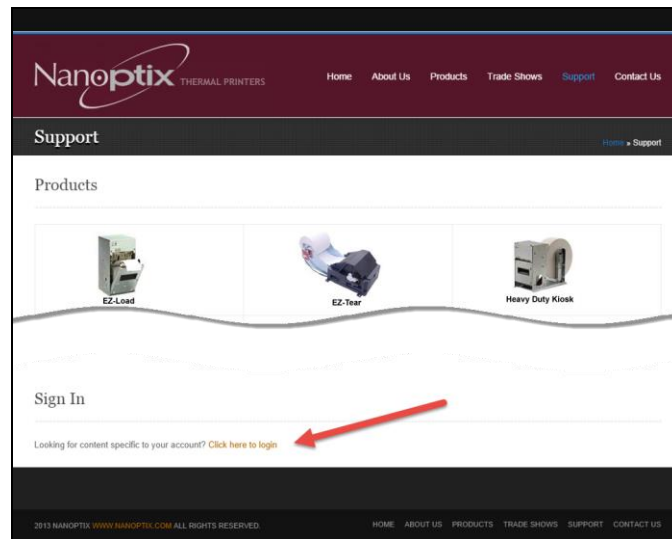 Nanoptix THERMAL PRINTERS
Home About Us Products Trade Shows Support Contact Us
Support
Home » Support
Products
EZ-Load EZ-Tear Heavy Duty Kiosk
Sign In
Looking for content specific to your account? Click here to login
2013 NANOPTIX WWW.NANOPTIX.COM ALL RIGHTS RESERVED.
HOME ABOUT US PRODUCTS TRADE SHOWS SUPPORT CONTACT US